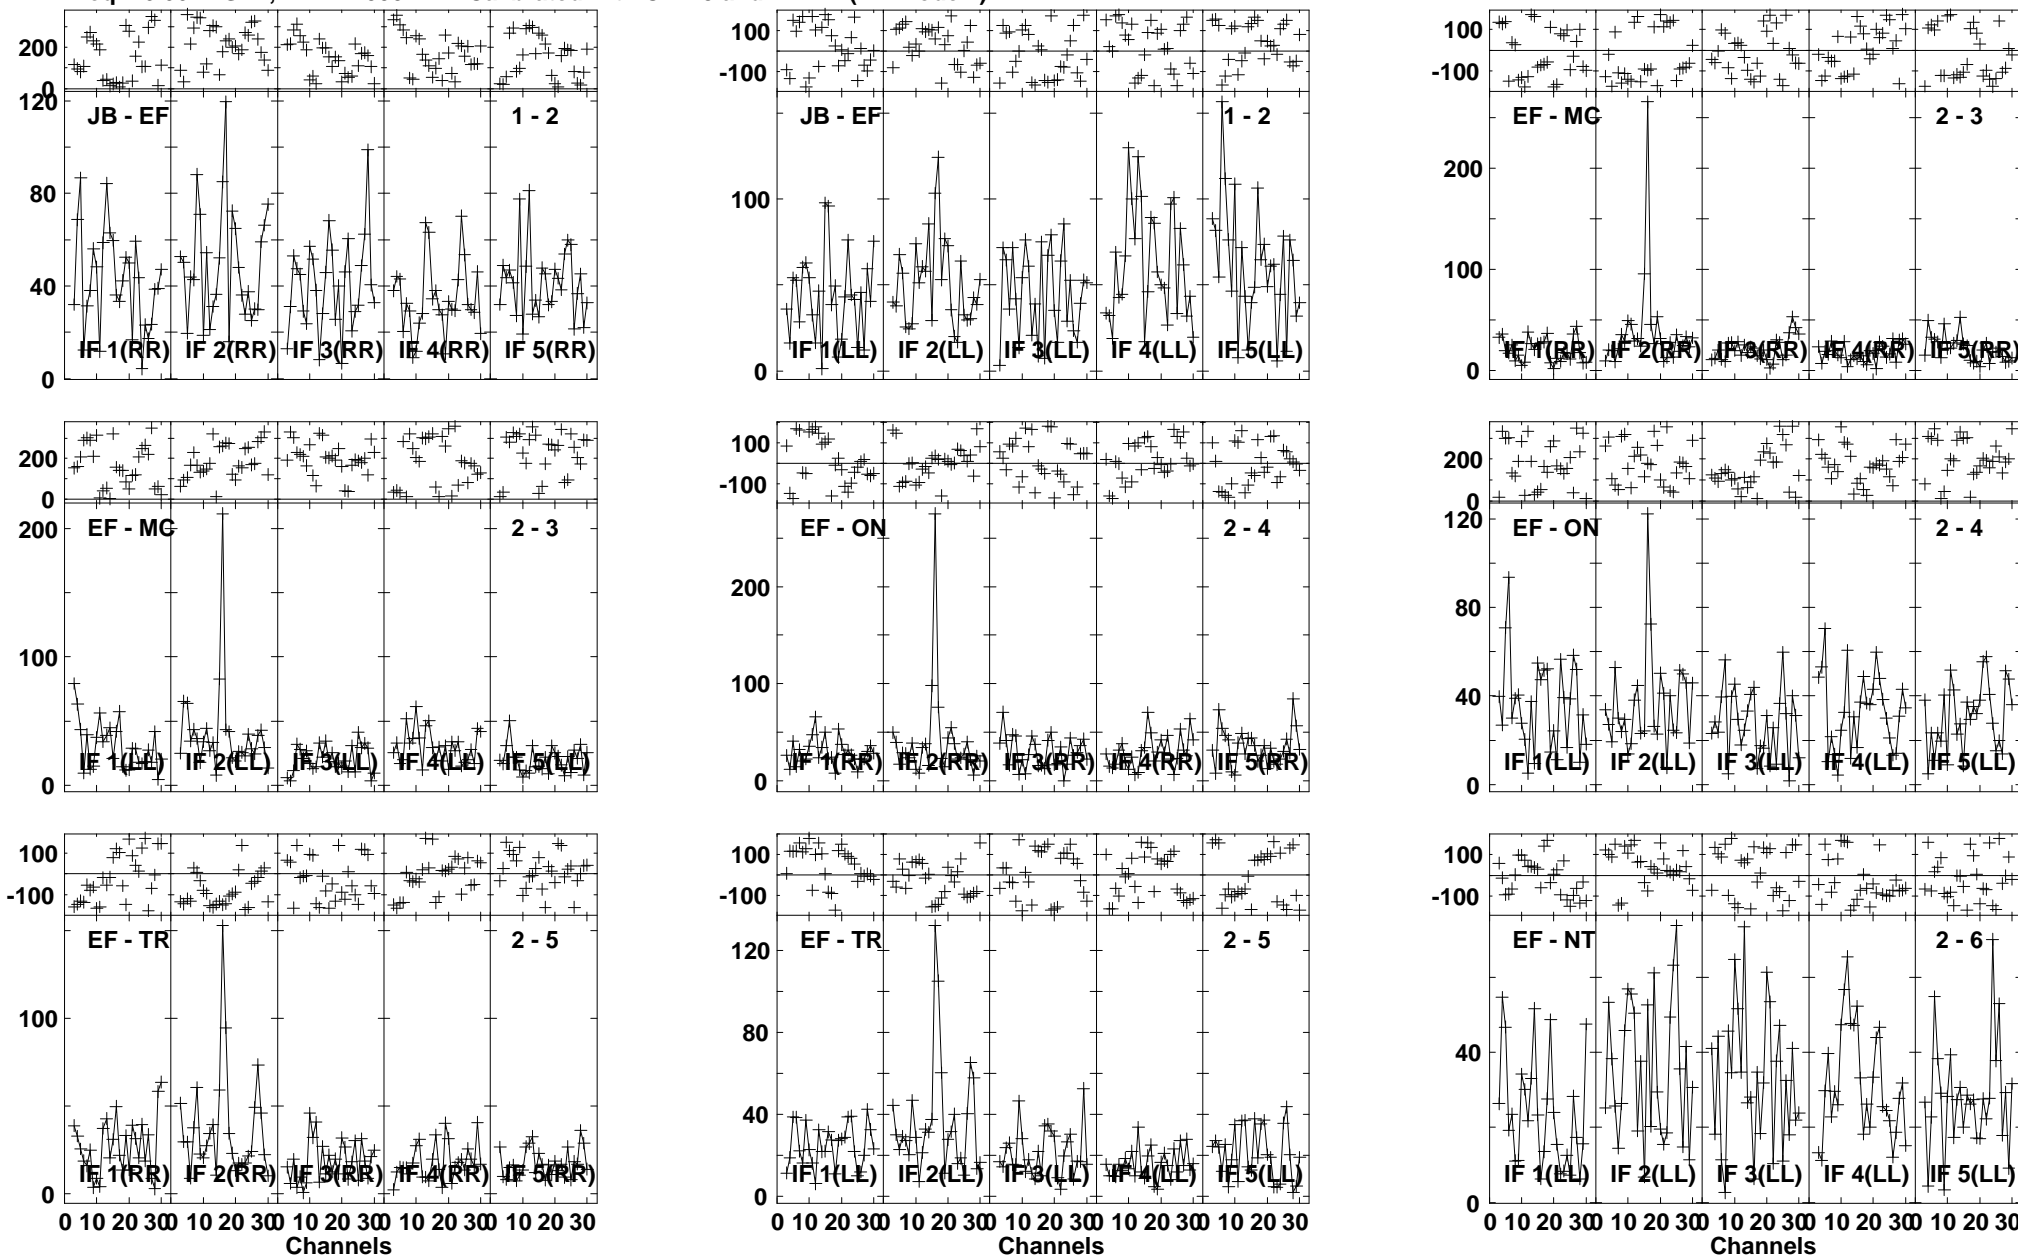 200
0
100
-100
100
-100
120
80
40
0
JB - EF
1 - 2
IF 1(RR)
IF 2(RR)
IF 3(RR)
IF 4(RR)
IF 5(RR)
100
0
JB - EF
1 - 2
IF 1(LL)
IF 2(LL)
IF 3(LL)
IF 4(LL)
IF 5(LL)
200
100
0
EF - MC
2 - 3
IF 1(RR)
IF 2(RR)
IF 3(RR)
IF 4(RR)
IF 5(RR)
200
0
100
-100
200
0
200
100
0
EF - MC
2 - 3
IF 1(LL)
IF 2(LL)
IF 3(LL)
IF 4(LL)
IF 5(LL)
200
100
0
EF - ON
2 - 4
IF 1(RR)
IF 2(RR)
IF 3(RR)
IF 4(RR)
IF 5(RR)
120
80
40
0
EF - ON
2 - 4
IF 1(LL)
IF 2(LL)
IF 3(LL)
IF 4(LL)
IF 5(LL)
100
-100
100
-100
100
-100
100
0
EF - TR
2 - 5
IF 1(RR)
IF 2(RR)
IF 3(RR)
IF 4(RR)
IF 5(RR)
120
80
40
0
EF - TR
2 - 5
IF 1(LL)
IF 2(LL)
IF 3(LL)
IF 4(LL)
IF 5(LL)
40
0
EF - NT
2 - 6
IF 1(LL)
IF 2(LL)
IF 3(LL)
IF 4(LL)
IF 5(LL)
0 10 20 30 0 10 20 30 0 10 20 30 0 10 20 30 0 10 20 30
0 10 20 30 0 10 20 30 0 10 20 30 0 10 20 30 0 10 20 30
0 10 20 30 0 10 20 30 0 10 20 30 0 10 20 30 0 10 20 30
Channels
Channels
Channels